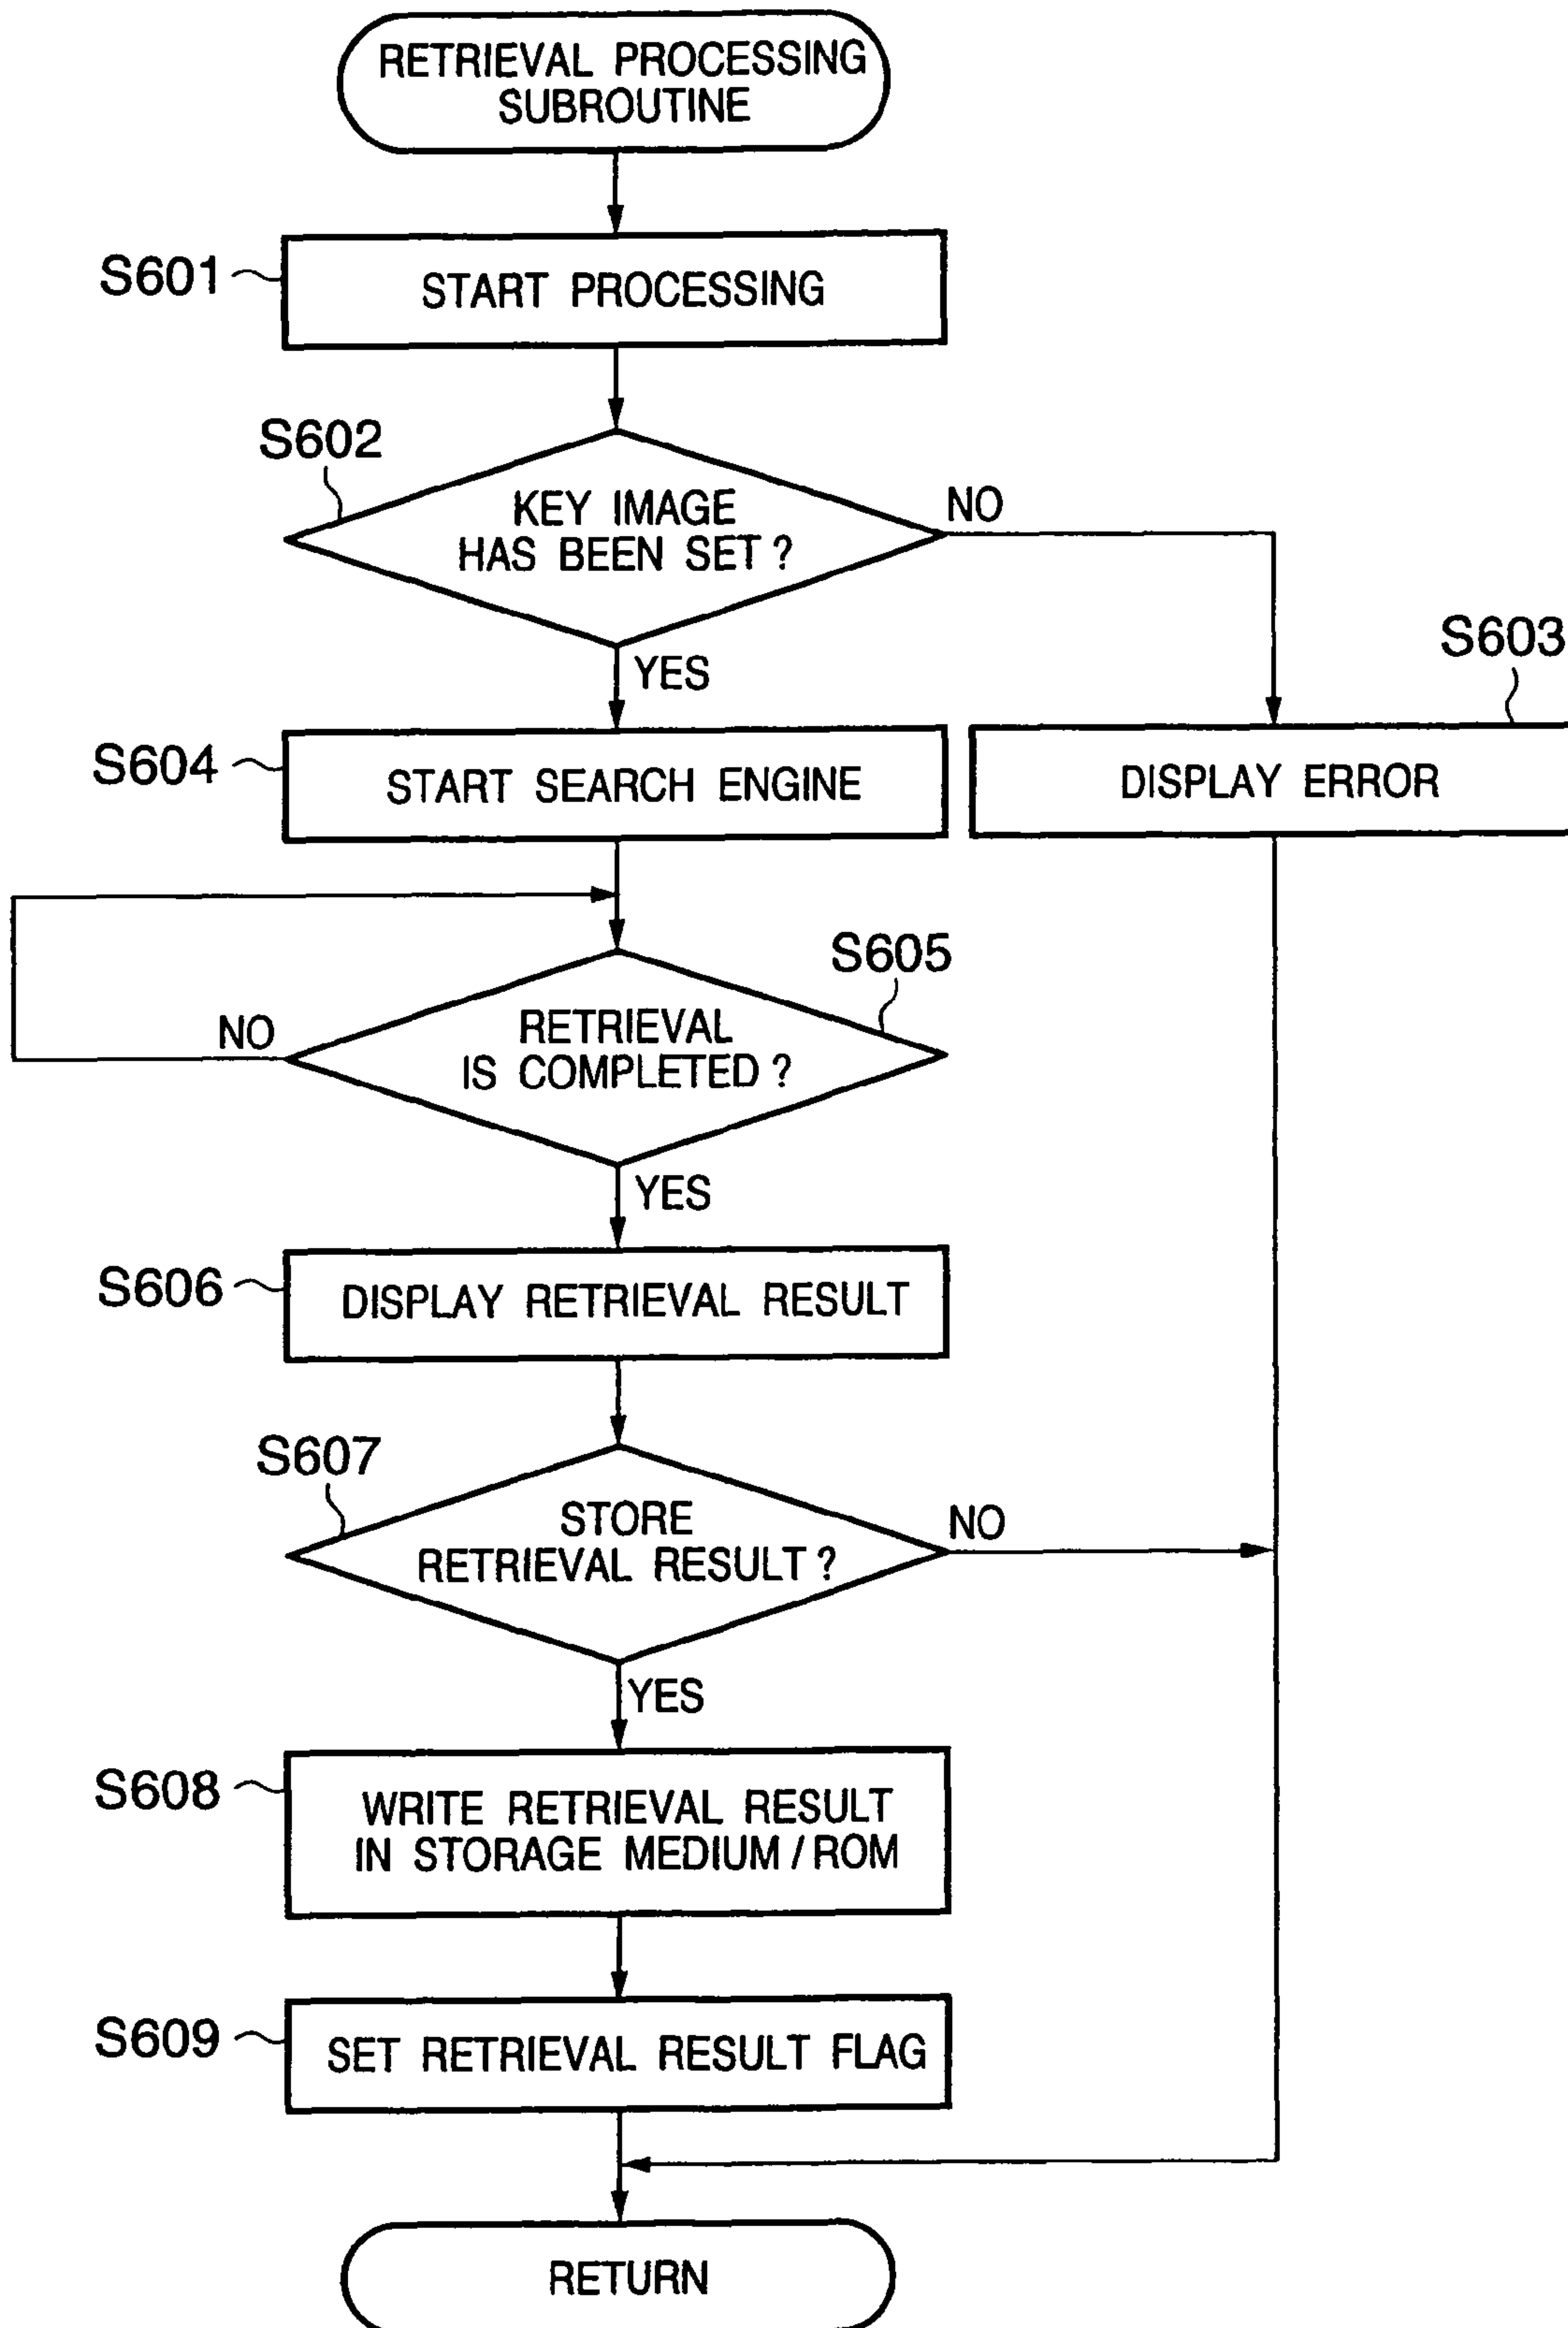 RETRIEVAL PROCESSING
SUBROUTINE
S601
START PROCESSING
S602
KEY IMAGE
HAS BEEN SET ?
NO
YES
S603
S604
START SEARCH ENGINE
DISPLAY ERROR
S605
RETRIEVAL
IS COMPLETED ?
NO
YES
S606
DISPLAY RETRIEVAL RESULT
S607
STORE
RETRIEVAL RESULT ?
NO
YES
S608
WRITE RETRIEVAL RESULT
IN STORAGE MEDIUM / ROM
S609
SET RETRIEVAL RESULT FLAG
RETURN